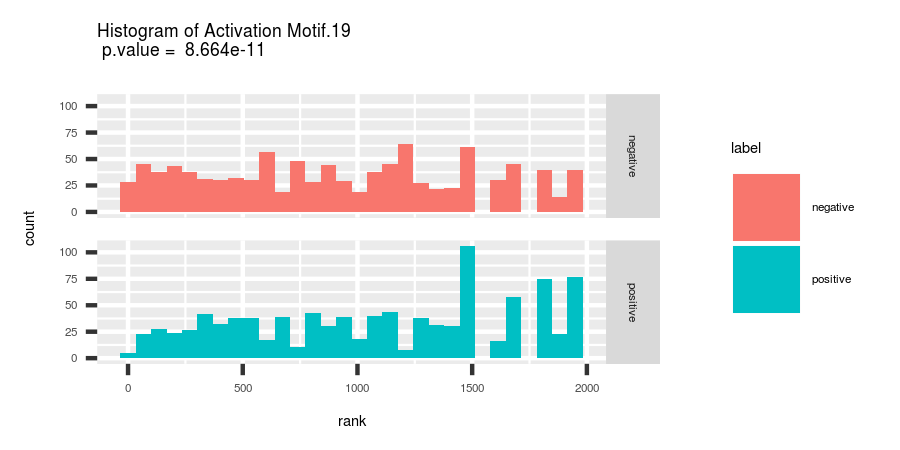 Histogram of Activation Motif.19
p.value = 8.664e-11
100
75
50
25
0
negative
100
75
50
25
0
positive
count
0 500 1000 1500 2000
rank
label
negative
positive